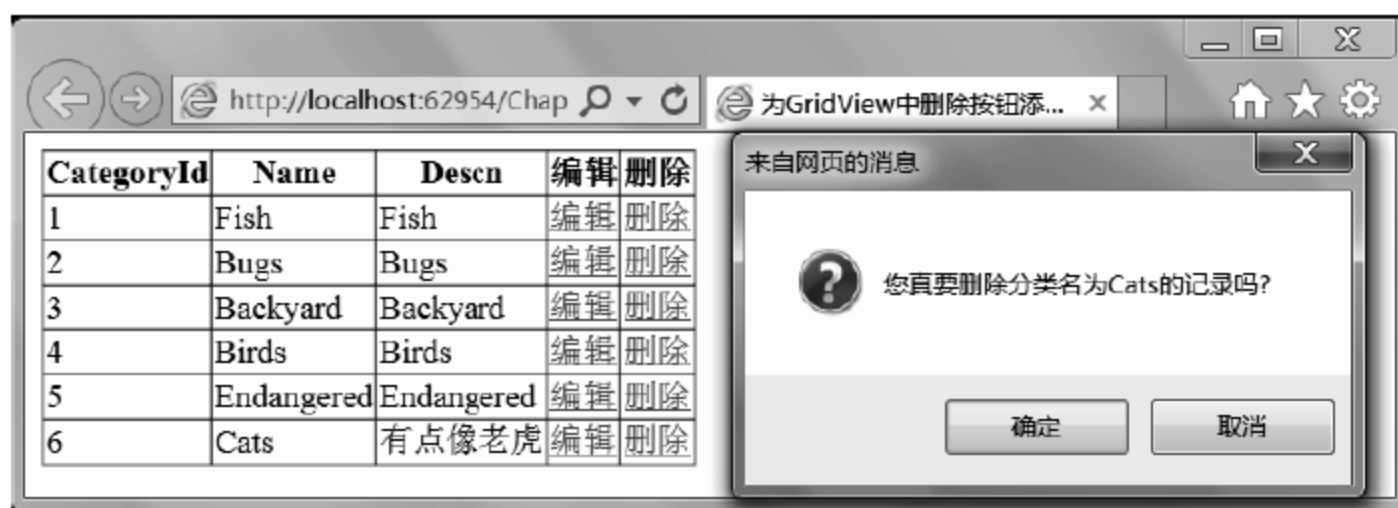 http://localhost:62954/Chap
为GridView中删除按钮添...
CategoryId Name Descn 编辑 删除
1 Fish Fish 编辑 删除
2 Bugs Bugs 编辑 删除
3 Backyard Backyard 编辑 删除
4 Birds Birds 编辑 删除
5 Endangered Endangered 编辑 删除
6 Cats 有点像老虎 编辑 删除
来自网页的消息
您真要删除分类名为Cats的记录吗?
确定 取消